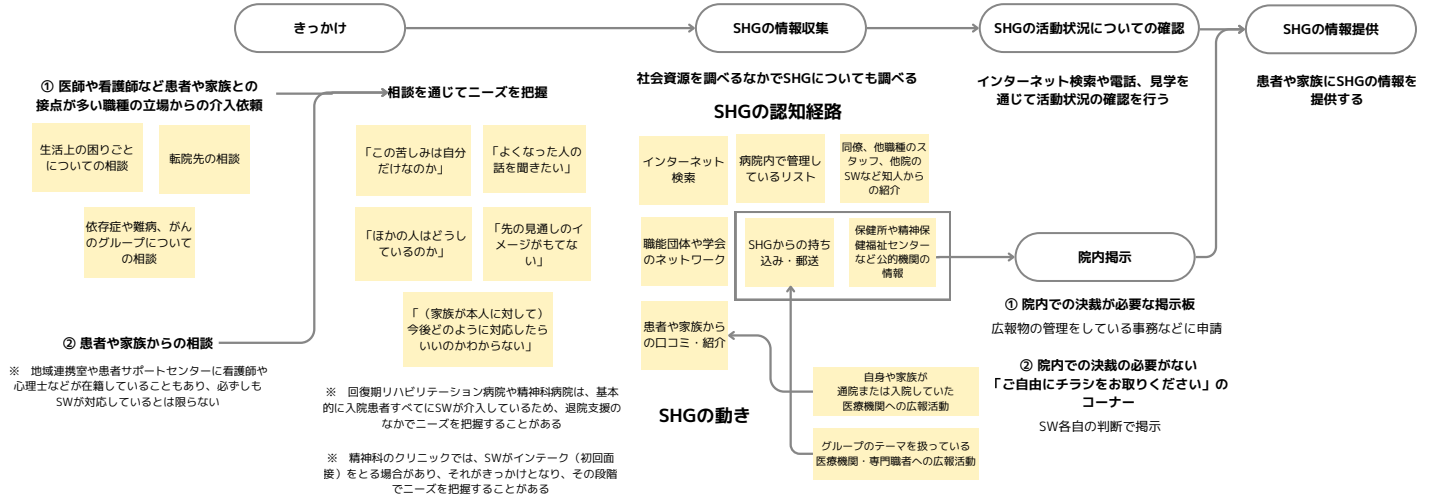 きっかけ
SHGの情報収集
SHGの活動状況についての確認
SHGの情報提供
① 医師や看護師など患者や家族との
接点が多い職種の立場からの介入依頼
生活上の困りごと
についての相談
転院先の相談
依存症や難病、がん
のグループについて
の相談
② 患者や家族からの相談
※　地域連携室や患者サポートセンターに看護師や
心理士などが在籍していることもあり、必ずしも
SWが対応しているとは限らない
相談を通じてニーズを把握
「この苦しみは自分
だけなのか」
「よくなった人の
話を聞きたい」
「ほかの人はどうし
ているのか」
「先の見通しのイ
メージがもてな
い」
「（家族が本人に対して）
今後どのように対応したら
いいのかわからない」
※　回復期リハビリテーション病院や精神科病院は、基本
的に入院患者すべてにSWが介入しているため、退院支援の
なかでニーズを把握することがある
※　精神科のクリニックでは、SWがインテーク（初回面
接）をとる場合があり、それがきっかけとなり、その段階
でニーズを把握することがある
社会資源を調べるなかでSHGについても調べる
SHGの認知経路
インターネット
検索
病院内で管理し
ているリスト
同僚、他職種のス
タッフ、他院の
SWなど知人から
の紹介
職能団体や学会
のネットワーク
SHGからの持ち
込み・郵送
保健所や精神保
健福祉センター
など公的機関の
情報
患者や家族から
の口コミ・紹介
SHGの動き
自身や家族が
通院または入院していた
医療機関への広報活動
グループのテーマを扱っている
医療機関・専門職者への広報活動
インターネット検索や電話、見学を
通じて活動状況の確認を行う
院内掲示
① 院内での決裁が必要な掲示板
広報物の管理をしている事務などに申請
② 院内での決裁の必要がない
「ご自由にチラシをお取りください」の
コーナー
SW各自の判断で掲示
患者や家族にSHGの情報を
提供する